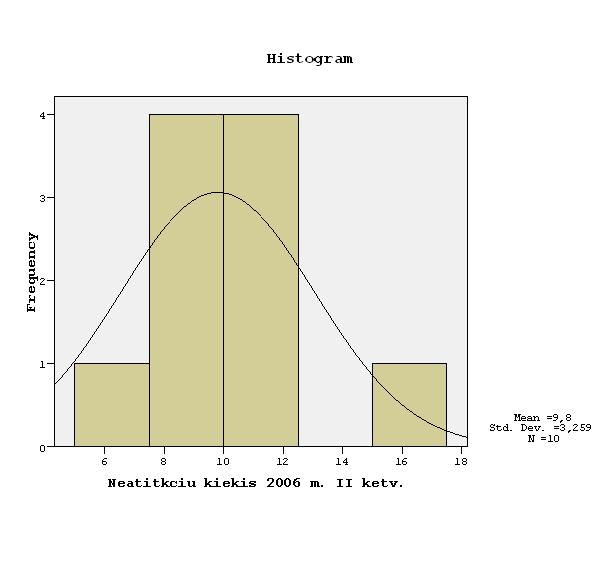 Histogram
4
3
2
1
0
Frequency
6 8 10 12 14 16 18
Neatitkciu kiekis 2006 m. II ketv.
Mean =9,8
Std. Dev. =3,259
N =10